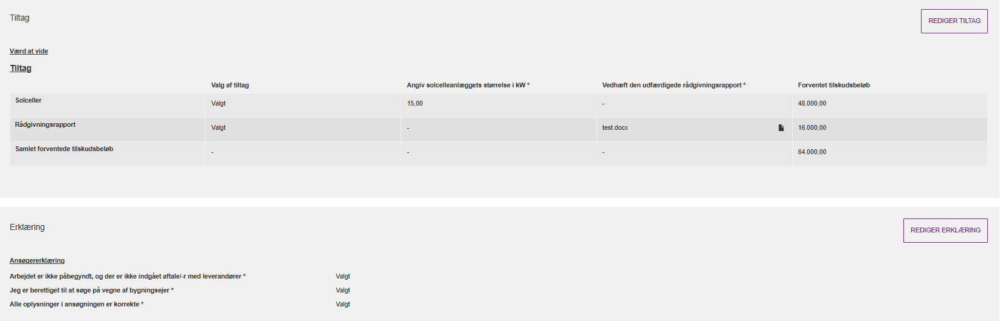 Tiltag
REDIGER TILTAG
Værd at vide
Tiltag
Valg af tiltag Angiv solcelleanlæggets størrelse i kW * Vedhæft den udfærdigede rådgivningsrapport * Forventet tilskudsbeløb
Solceller Valgt 15,00 - 48.000,00
Rådgivningsrapport Valgt - test.docx 16.000,00
Samlet forventede tilskudsbeløb - - - 64.000,00
Erklæring
REDIGER ERKLÆRING
Ansøgererklæring
Arbejdet er ikke påbegyndt, og der er ikke indgået aftale/-r med leverandører * Valgt
Jeg er berettiget til at søge på vegne af bygningsejer * Valgt
Alle oplysninger i ansøgningen er korrekte * Valgt